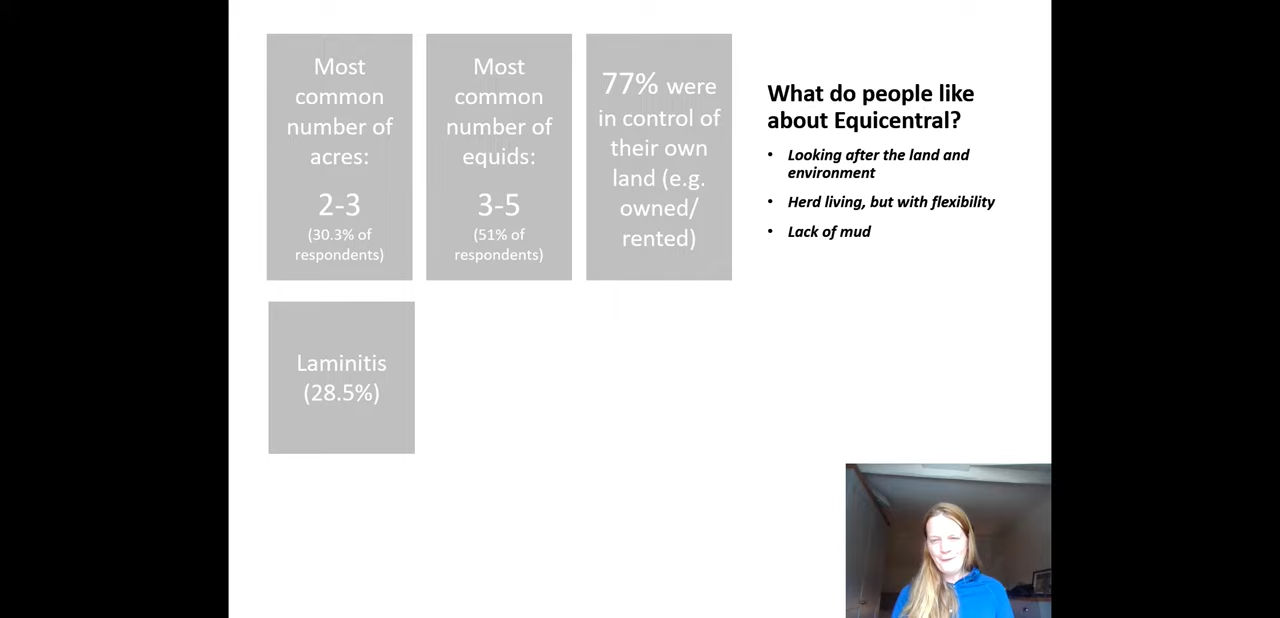 Most
common
number of
acres:
2-3
(30.3% of
respondents)
Most
common
number of
equids:
3-5
(51% of
respondents)
77% were
in control of
their own
land (e.g.
owned/
rented)
What do people like
about Equicentral?
• Looking after the land and
environment
• Herd living, but with flexibility
• Lack of mud
Laminitis
(28.5%)